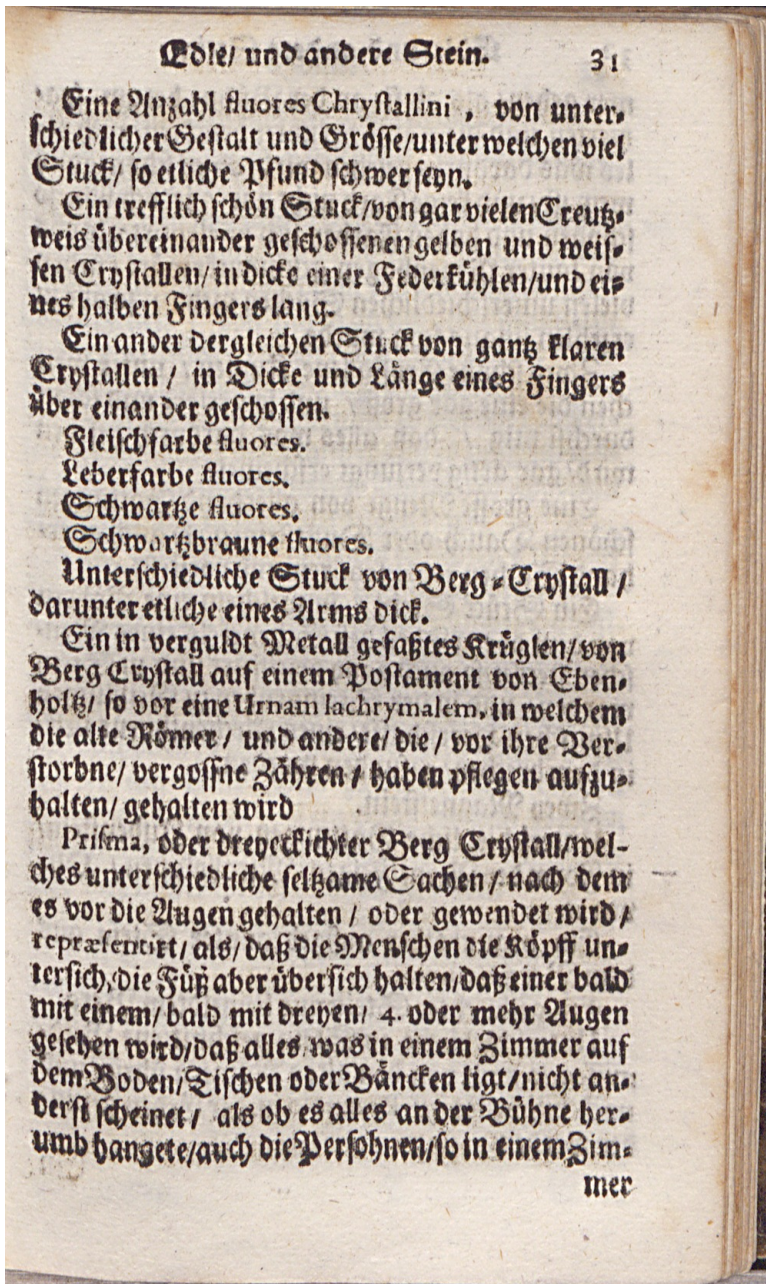 Edle/ und andere Stein. 31
Eine Anzahl fluores Chrystallini, von unter-
schiedlicher Gestalt und Grösse/unter welchen viel
Stuck/ so etliche Pfund schwer seyn.
Ein trefflich schön Stuck/von gar vielen Creutz-
weis übereinander geschossenen gelben und weis-
sen Crystallen/ in dicke einer Federkühlen/und ei-
nes halben Fingers lang.
Ein ander dergleichen Stuck von gantz klaren
Crystallen / in Dicke und Länge eines Fingers
über einander geschossen.
Fleischfarbe fluores.
Leberfarbe fluores.
Schwartze fluores.
Schwartzbraune fluores.
Unterschiedliche Stuck von Berg-Crystall /
darunter etliche eines Arms dick.
Ein in verguldt Metall gefaßtes Krüglen/von
Berg Crystall auf einem Postament von Eben-
holtz/ so vor eine Urnam lachrymalem, in welchem
die alte Römer / und andere/ die / vor ihre Ver-
storbne/ vergossne Zähren / haben pflegen aufzu-
halten/ gehalten wird
Prisma, oder dreyeckichter Berg Crystall/wel-
ches unterschiedliche seltzame Sachen / nach dem
es vor die Augen gehalten / oder gewendet wird /
repræsentirt/ als/ daß die Menschen die Köpff un-
tersich/die Füß aber übersich halten/daß einer bald
mit einem/ bald mit dreyen/ 4. oder mehr Augen
gesehen wird/daß alles/was in einem Zimmer auf
dem Boden/Tischen oder Bäncken ligt/nicht an-
derst scheinet / als ob es alles an der Bühne her-
umb hangete/auch die Persohnen/so in einem Zim-
mer